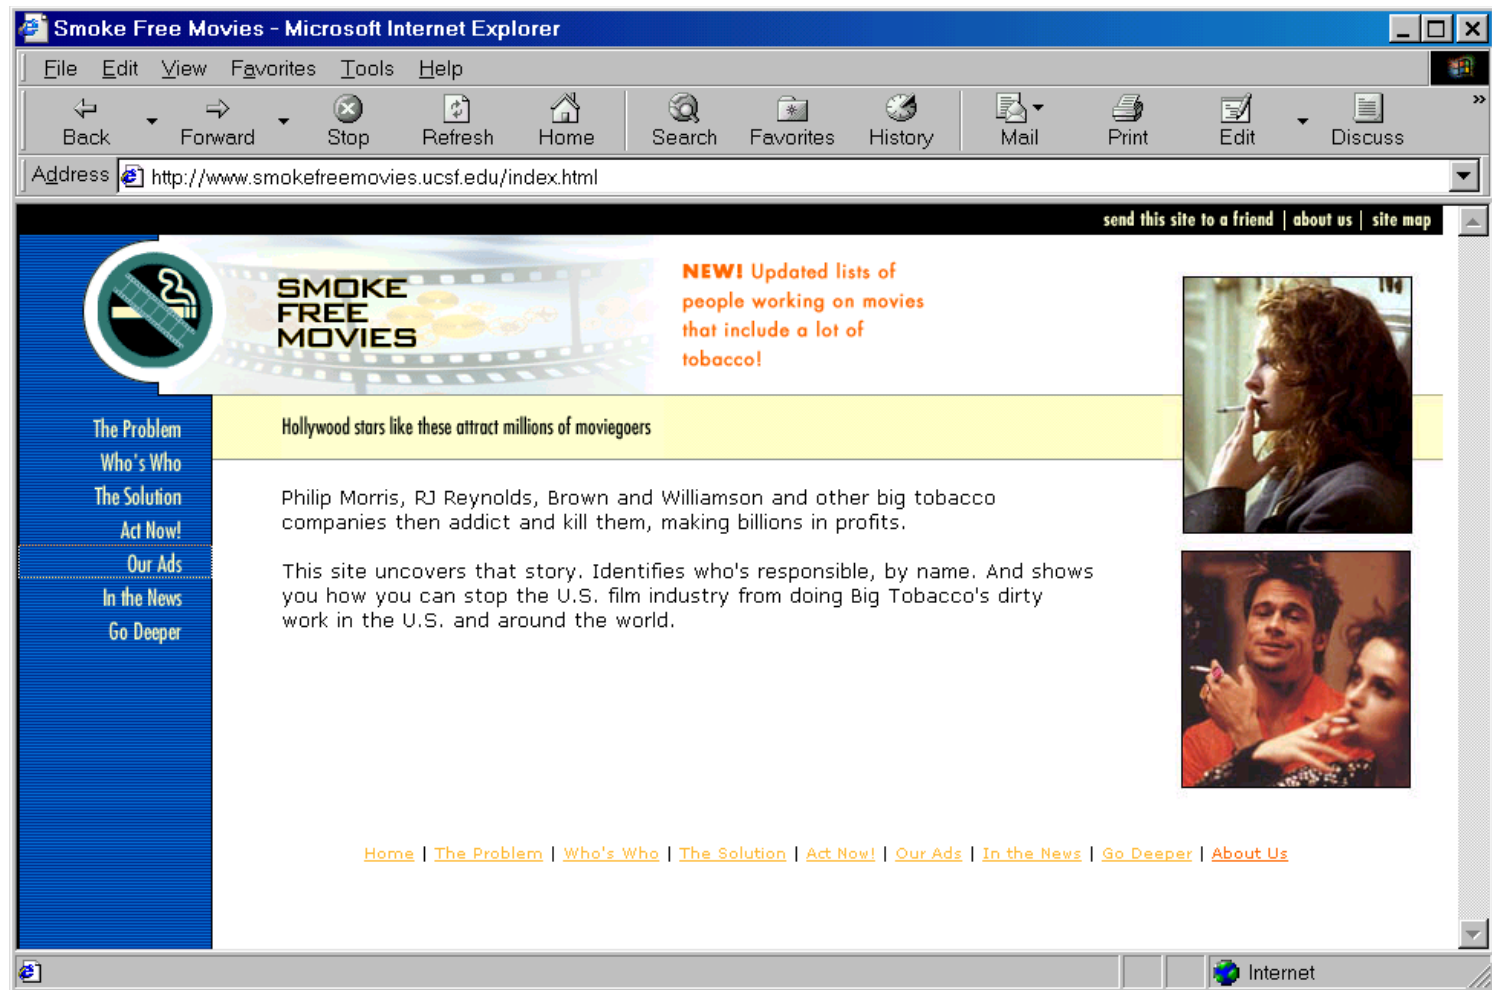 Smoke Free Movies - Microsoft Internet Explorer
File Edit View Favorites Tools Help
Back Forward Stop Refresh Home Search Favorites History Mail Print Edit Discuss »
Address http://www.smokefreemovies.ucsf.edu/index.html
send this site to a friend | about us | site map
SMOKE
FREE
MOVIES
NEW! Updated lists of
people working on movies
that include a lot of
tobacco!
The Problem
Who's Who
The Solution
Act Now!
Our Ads
In the News
Go Deeper
Hollywood stars like these attract millions of moviegoers
Philip Morris, RJ Reynolds, Brown and Williamson and other big tobacco
companies then addict and kill them, making billions in profits.
This site uncovers that story. Identifies who's responsible, by name. And shows
you how you can stop the U.S. film industry from doing Big Tobacco's dirty
work in the U.S. and around the world.
Home | The Problem | Who's Who | The Solution | Act Now! | Our Ads | In the News | Go Deeper | About Us
Internet